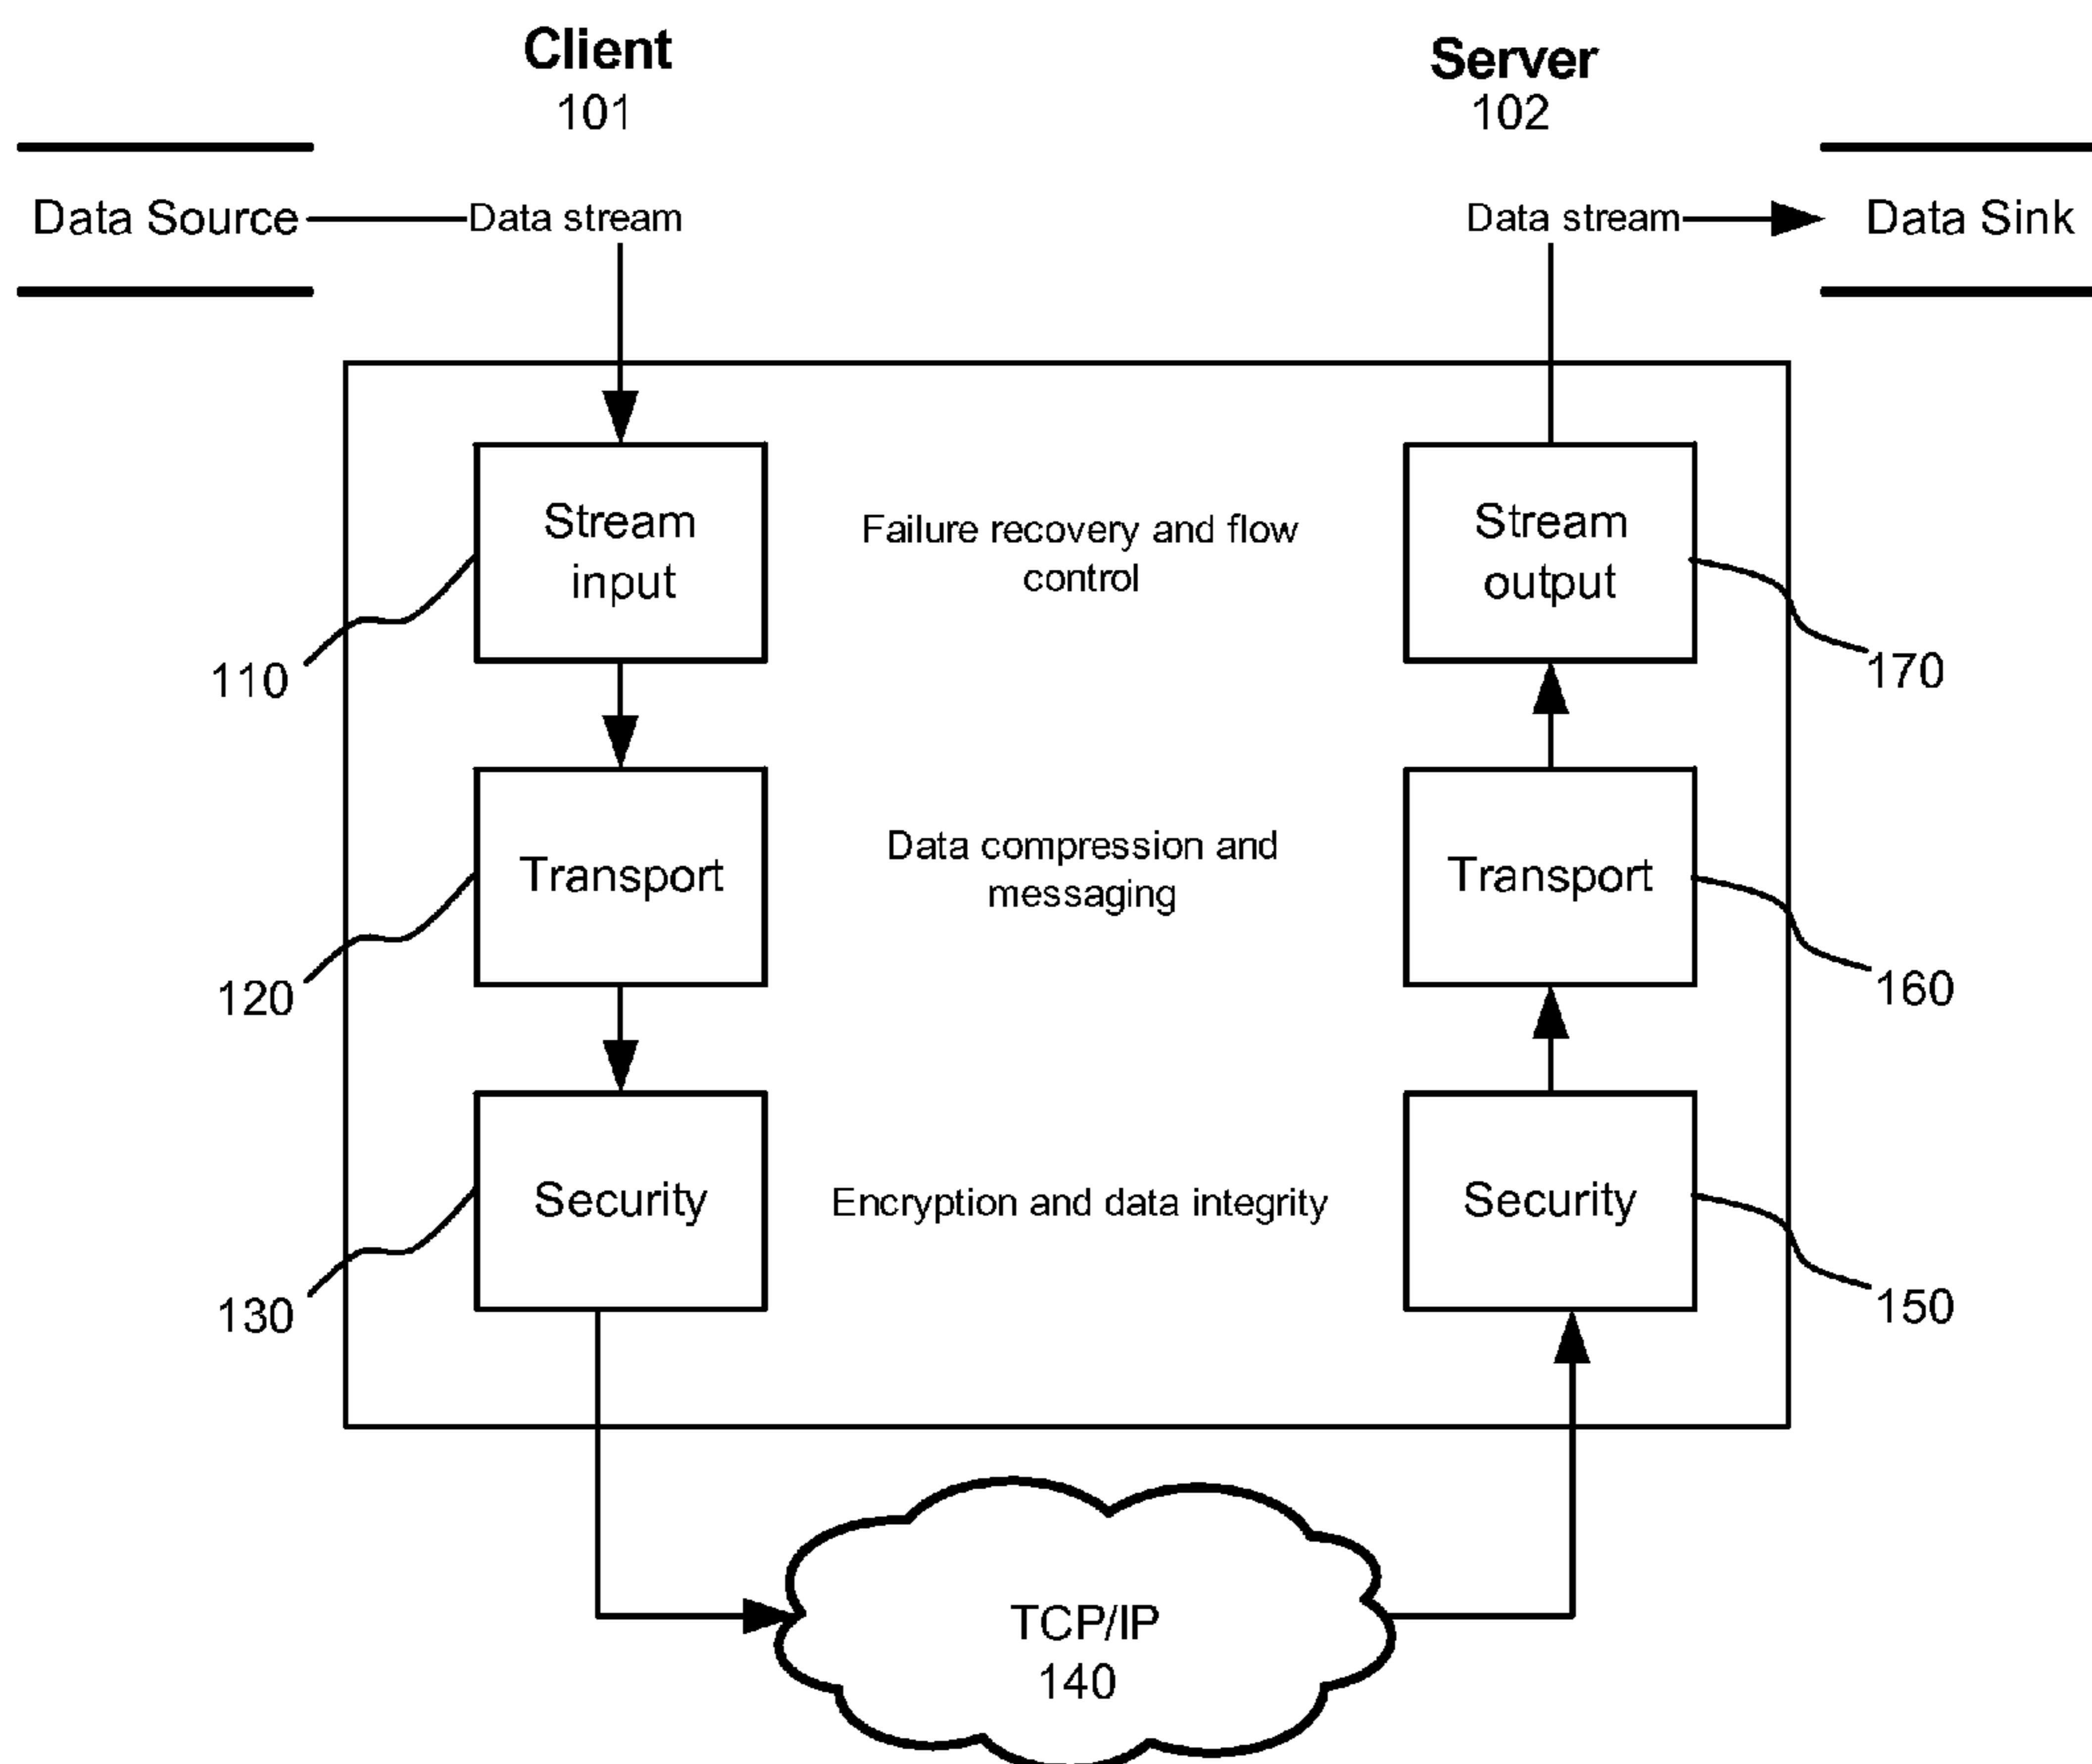 Client
101
Server
102
Data Source
Data stream
Data stream
Data Sink
Stream
input
Failure recovery and flow
control
Stream
output
110
170
Transport
Data compression and
messaging
Transport
120
160
Security
Encryption and data integrity
Security
130
150
TCP/IP
140